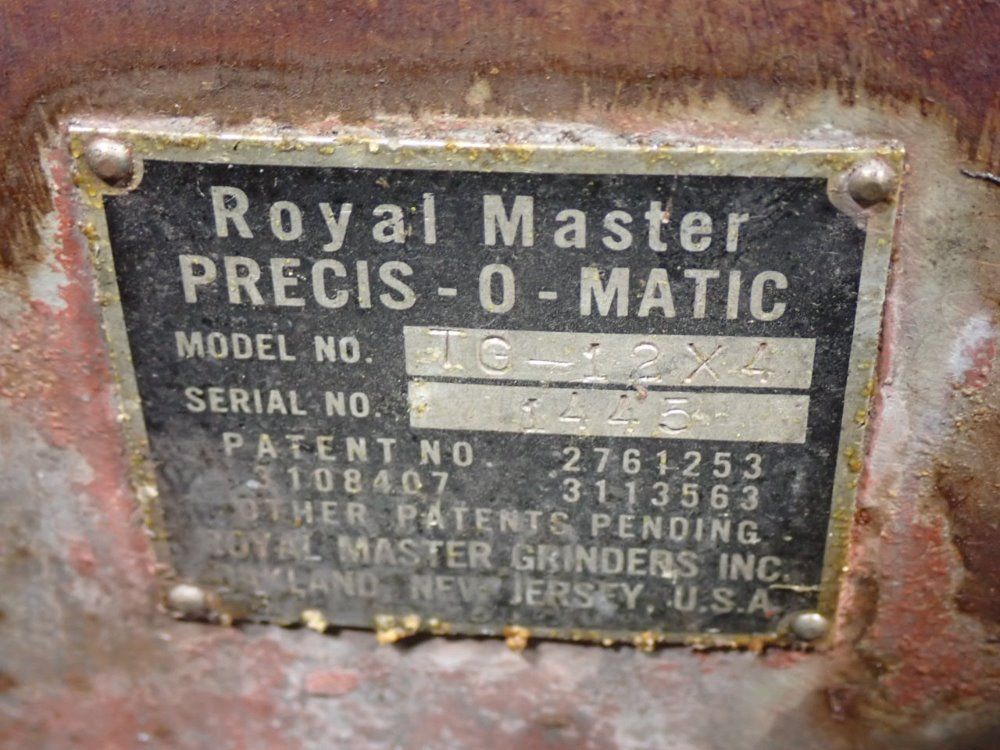 Royal Master
PRECIS-O-MATIC
MODEL NO. TG-12X4
SERIAL NO. 1445
PATENT NO. 2761253
3108407 3113563
OTHER PATENTS PENDING
ROYAL MASTER GRINDERS INC.
NEW JERSEY, U.S.A.